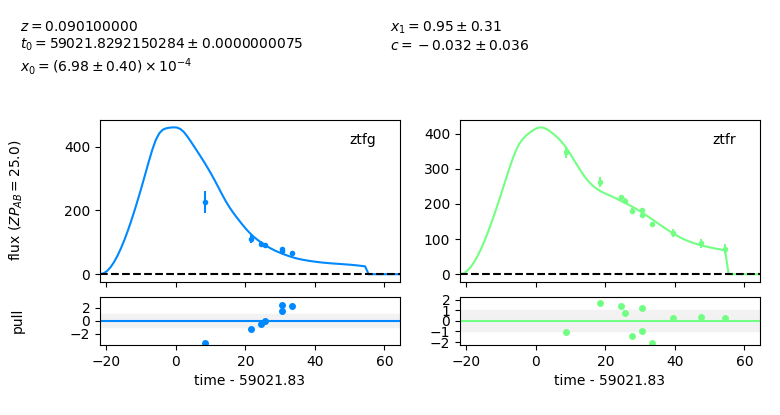 z = 0.090100000
t₀ = 59021.8292150284 ± 0.0000000075
x₀ = (6.98 ± 0.40) × 10⁻⁴
x₁ = 0.95 ± 0.31
c = −0.032 ± 0.036
flux (ZP_AB = 25.0)
400
200
0
ztfg
400
300
200
100
0
ztfr
pull
2
0
−2
2
1
0
−1
−2
−20 0 20 40 60
−20 0 20 40 60
time - 59021.83
time - 59021.83